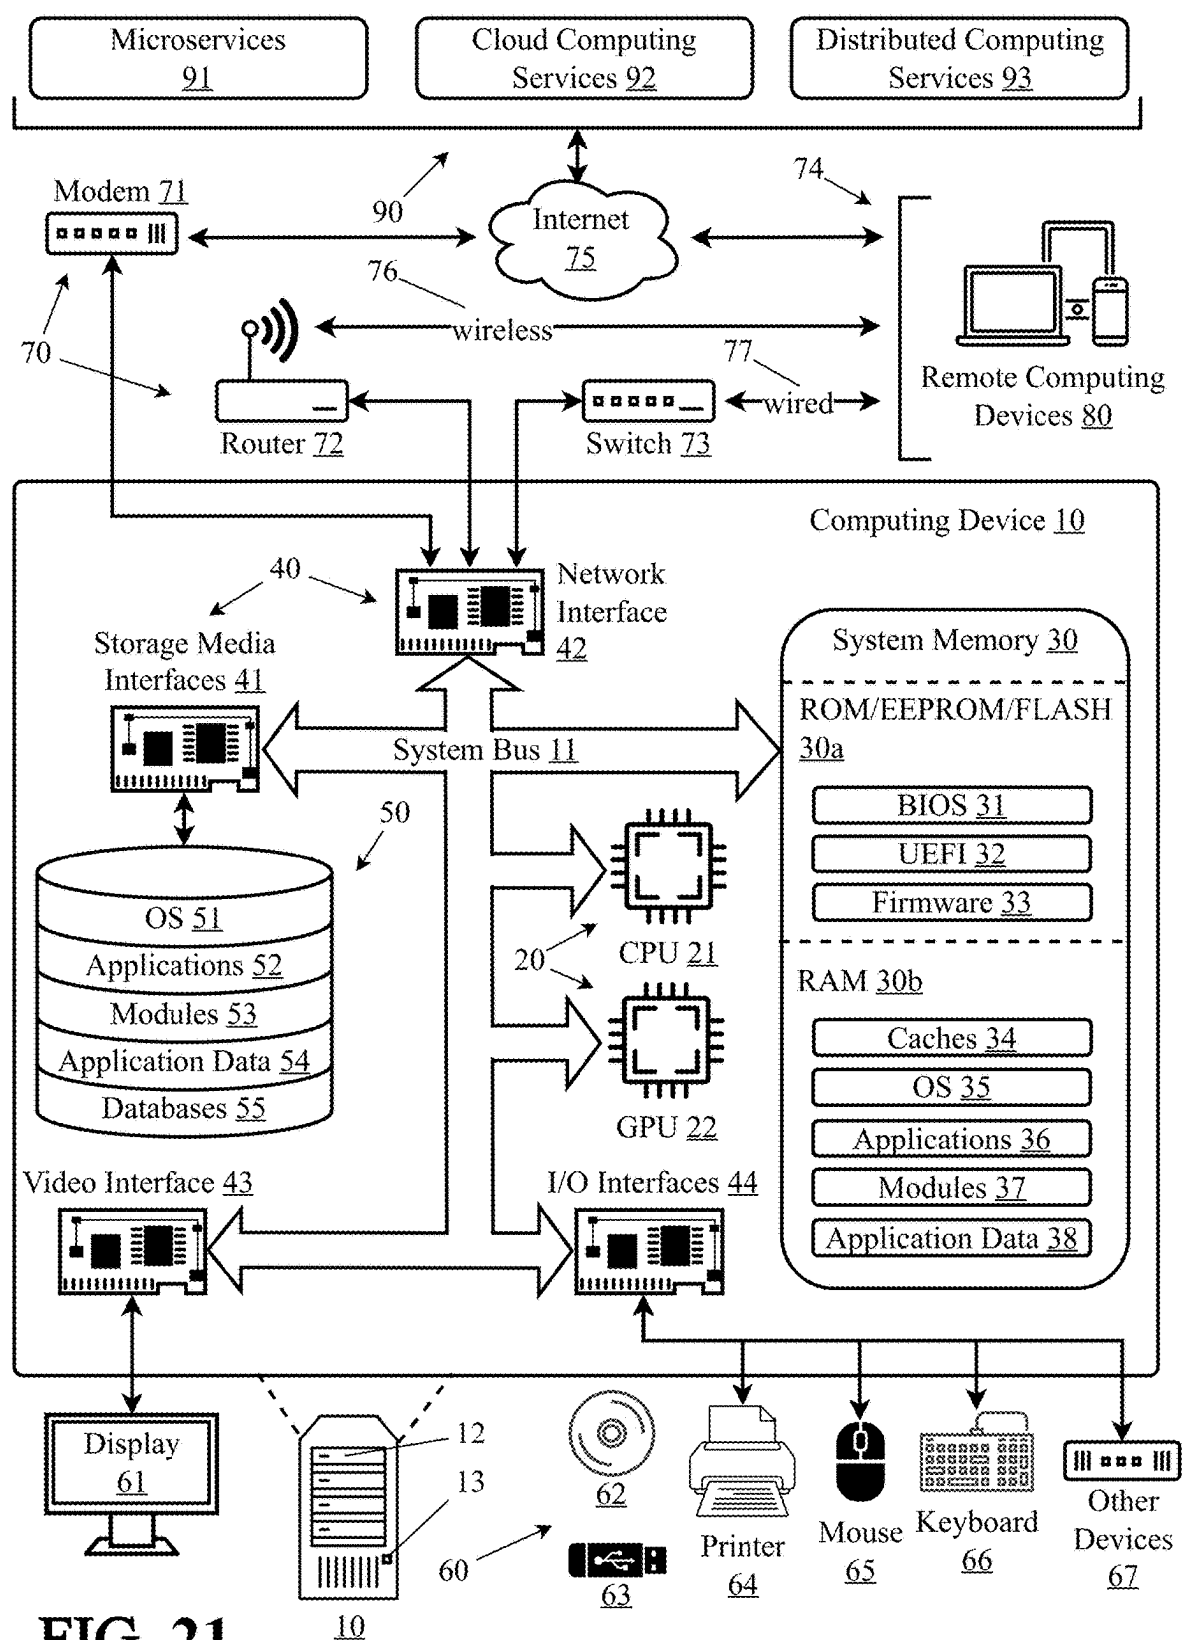 Microservices
91
Cloud Computing
Services 92
Distributed Computing
Services 93
74
90
Modem 71
Internet
75
76
wireless
70
77
wired
Remote Computing
Devices 80
Router 72
Switch 73
Computing Device 10
40
Network
Interface
42
Storage Media
Interfaces 41
System Memory 30
ROM/EEPROM/FLASH
30a
System Bus 11
BIOS 31
UEFI 32
Firmware 33
50
OS 51
Applications 52
Modules 53
Application Data 54
Databases 55
CPU 21
20
GPU 22
RAM 30b
Caches 34
OS 35
Applications 36
Modules 37
Application Data 38
Video Interface 43
I/O Interfaces 44
Display
61
12
13
10
60
62
63
Printer
64
Mouse
65
Keyboard
66
Other
Devices
67
FIG. 21